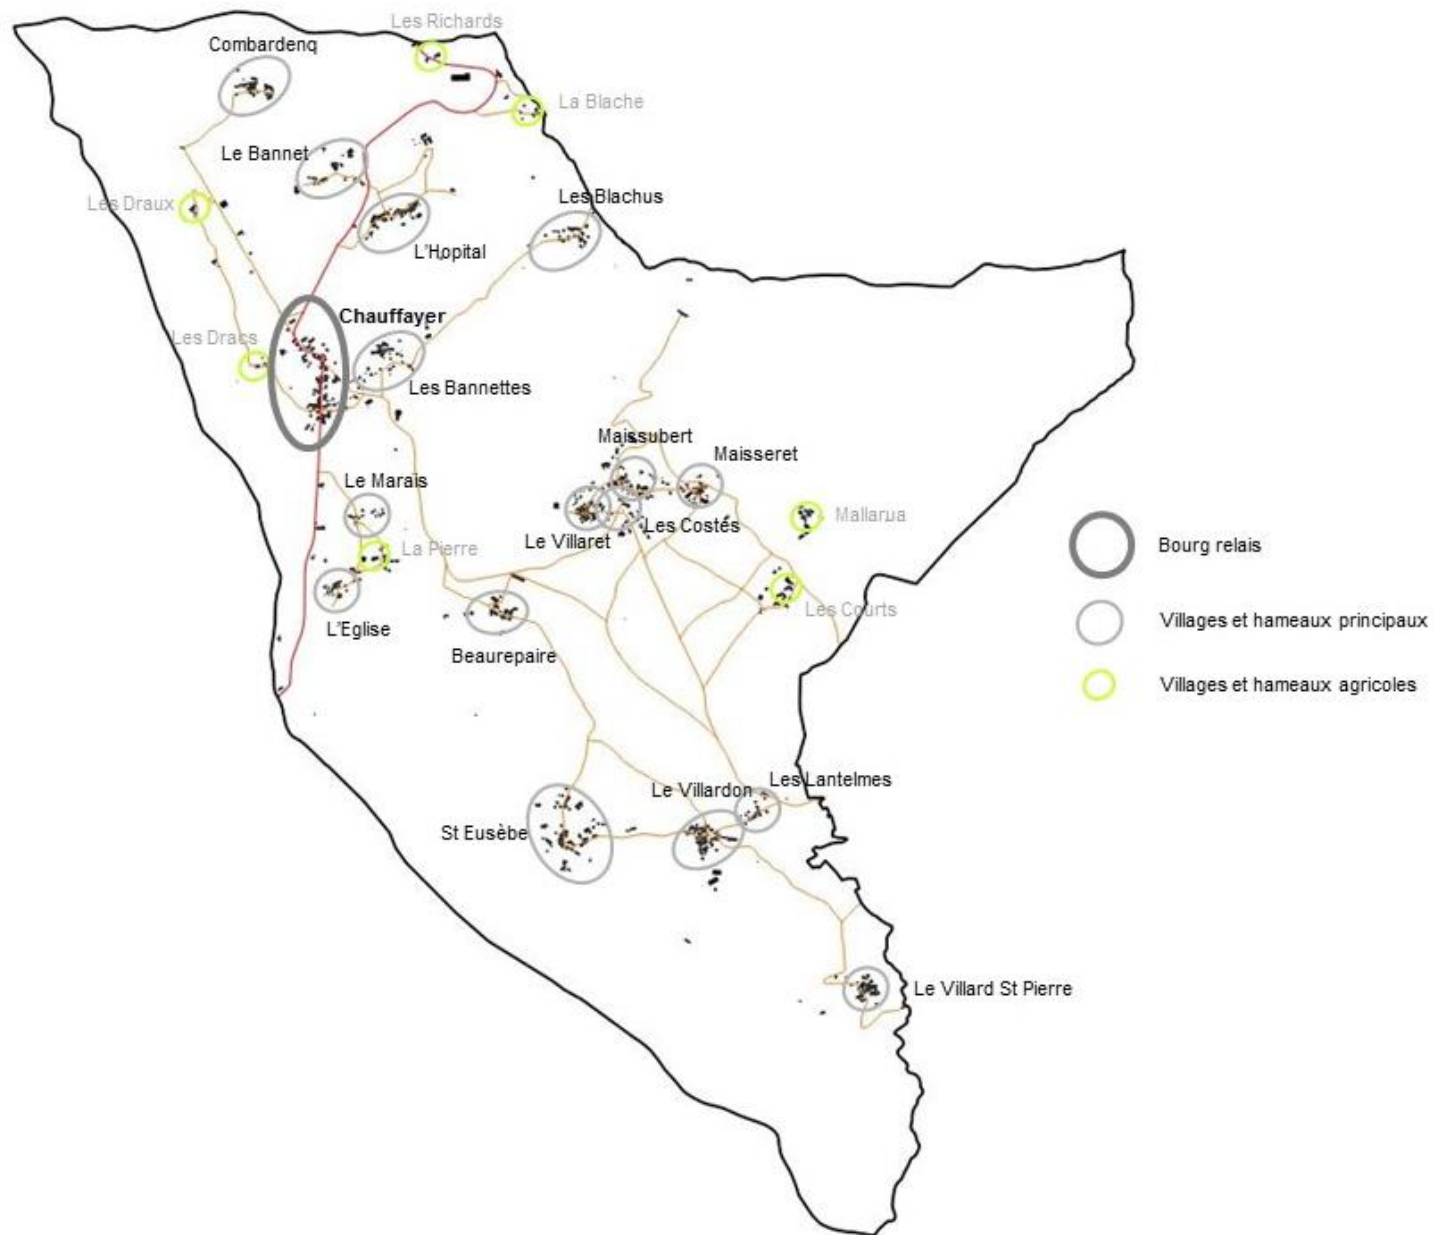 Les Richards
Combardenq
La Blache
Le Bannet
Les Blachus
Les Draux
L'Hopital
Chauffayer
Les Dracs
Les Bannettes
Maissubert
Maisseret
Le Marais
Mallarua
Les Costés
Le Villaret
Bourg relais
La Pierre
Les Courts
Villages et hameaux principaux
L'Eglise
Beaurepaire
Villages et hameaux agricoles
Les Lantelmes
Le Villardon
St Eusèbe
Le Villard St Pierre